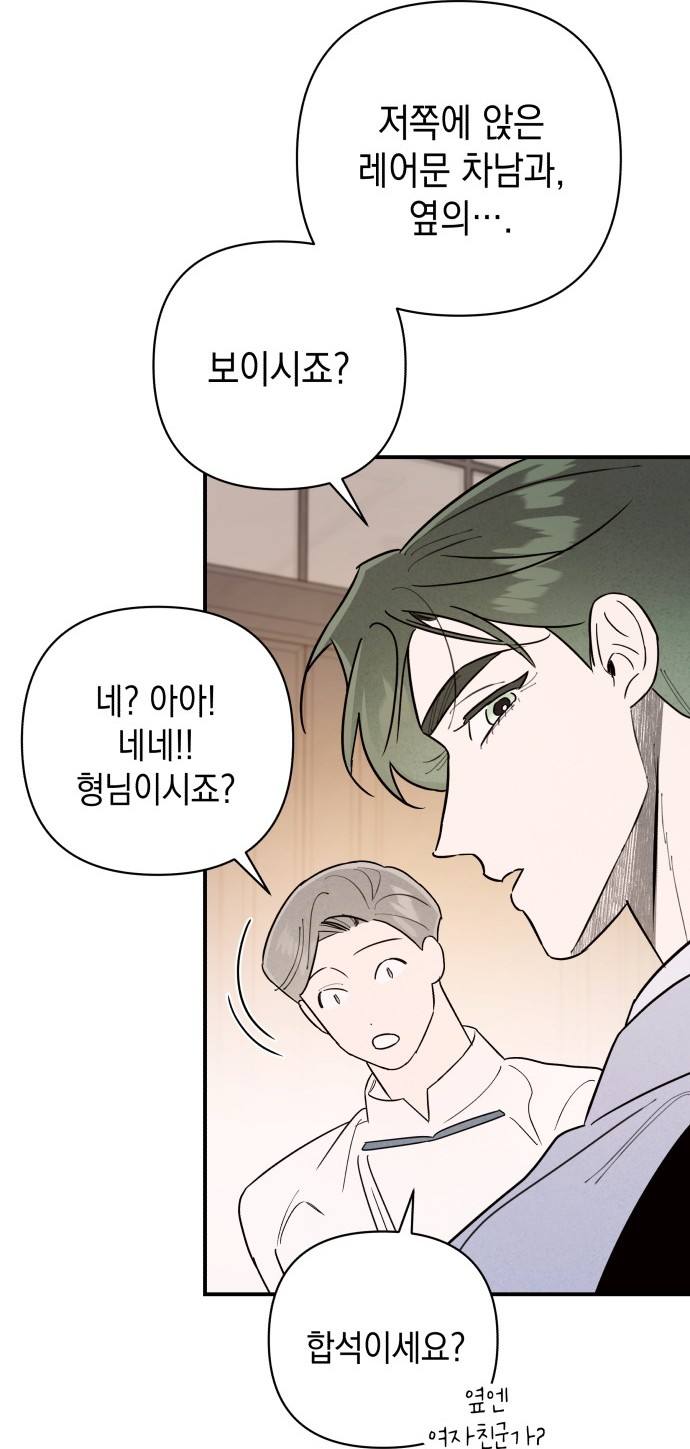 저쪽에 앉은
레어문 차남과,
옆의···.
보이시죠?
네? 아아!
네네!!
형님이시죠?
합석이세요?
옆엔
여자친군가?